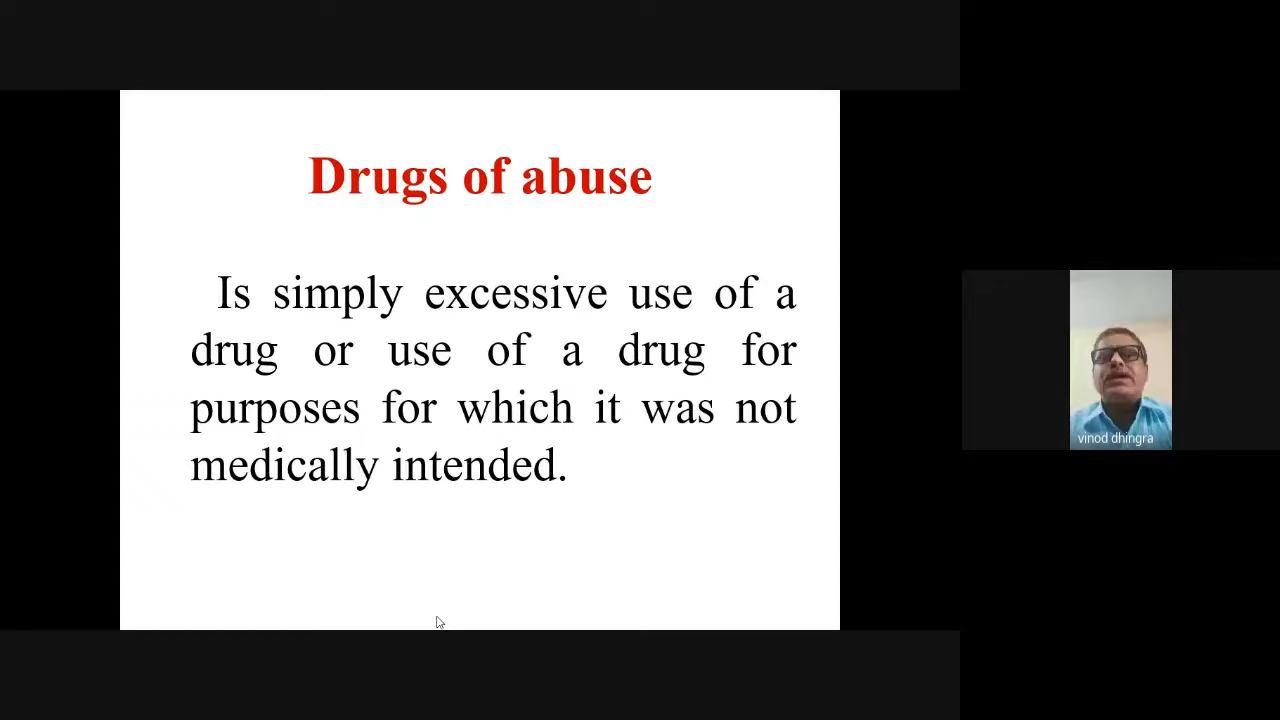 Drugs of abuse
Is simply excessive use of a
drug or use of a drug for
purposes for which it was not
medically intended.
vinod dhingra